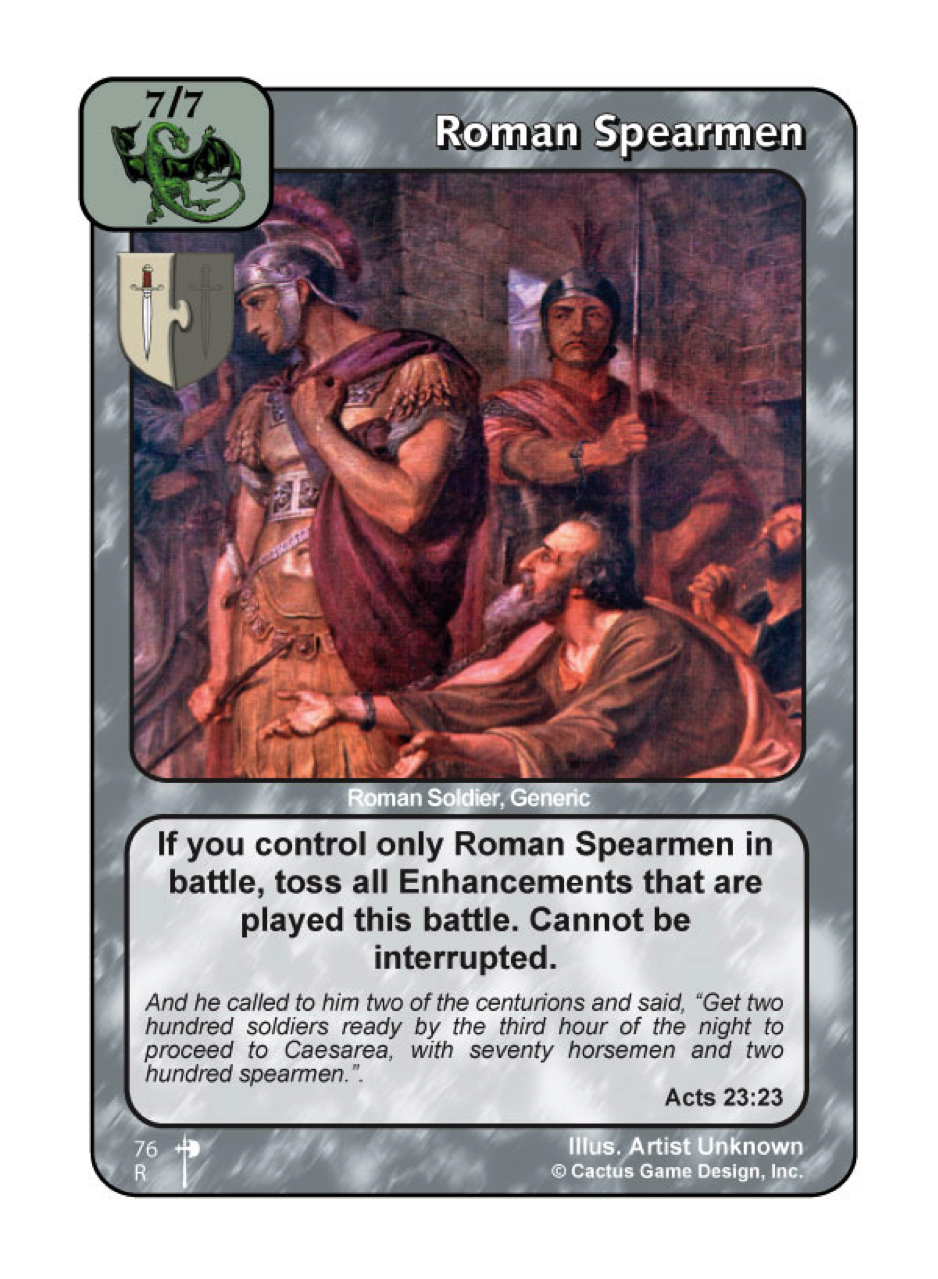 7/7
Roman Spearmen
Roman Soldier, Generic
If you control only Roman Spearmen in
battle, toss all Enhancements that are
played this battle. Cannot be
interrupted.
And he called to him two of the centurions and said, “Get two
hundred soldiers ready by the third hour of the night to
proceed to Caesarea, with seventy horsemen and two
hundred spearmen.”.
Acts 23:23
76
R
Illus. Artist Unknown
© Cactus Game Design, Inc.